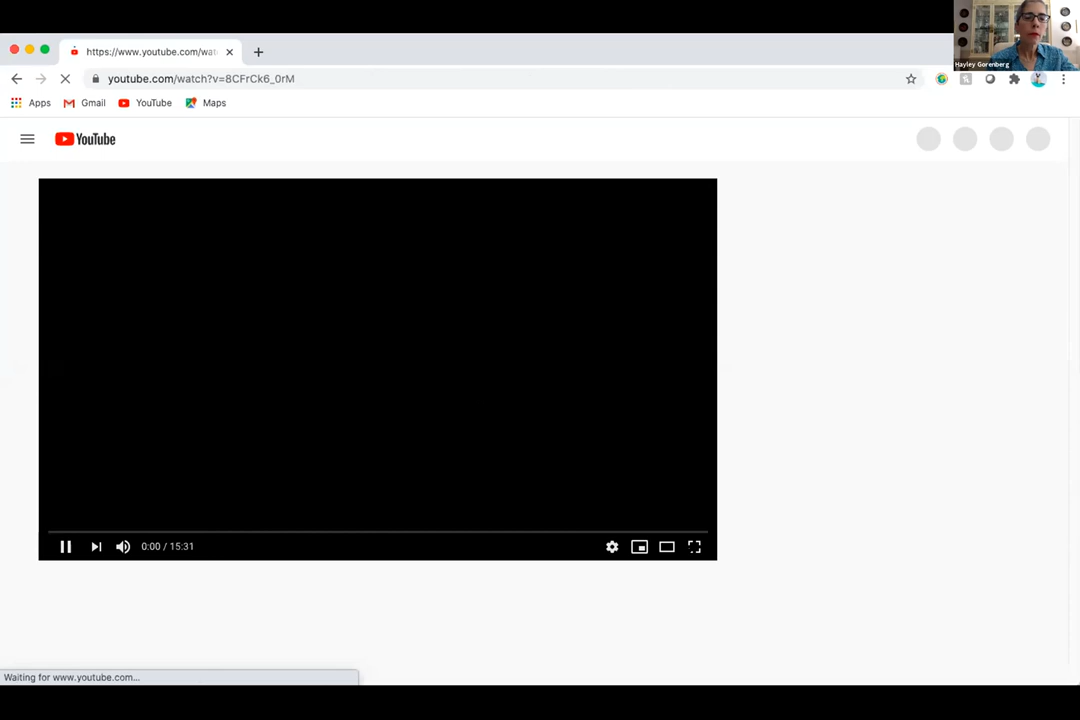 Hayley Gorenberg
https://www.youtube.com/wat
youtube.com/watch?v=8CFrCk6_0rM
Apps Gmail YouTube Maps
YouTube
0:00 / 15:31
Waiting for www.youtube.com...